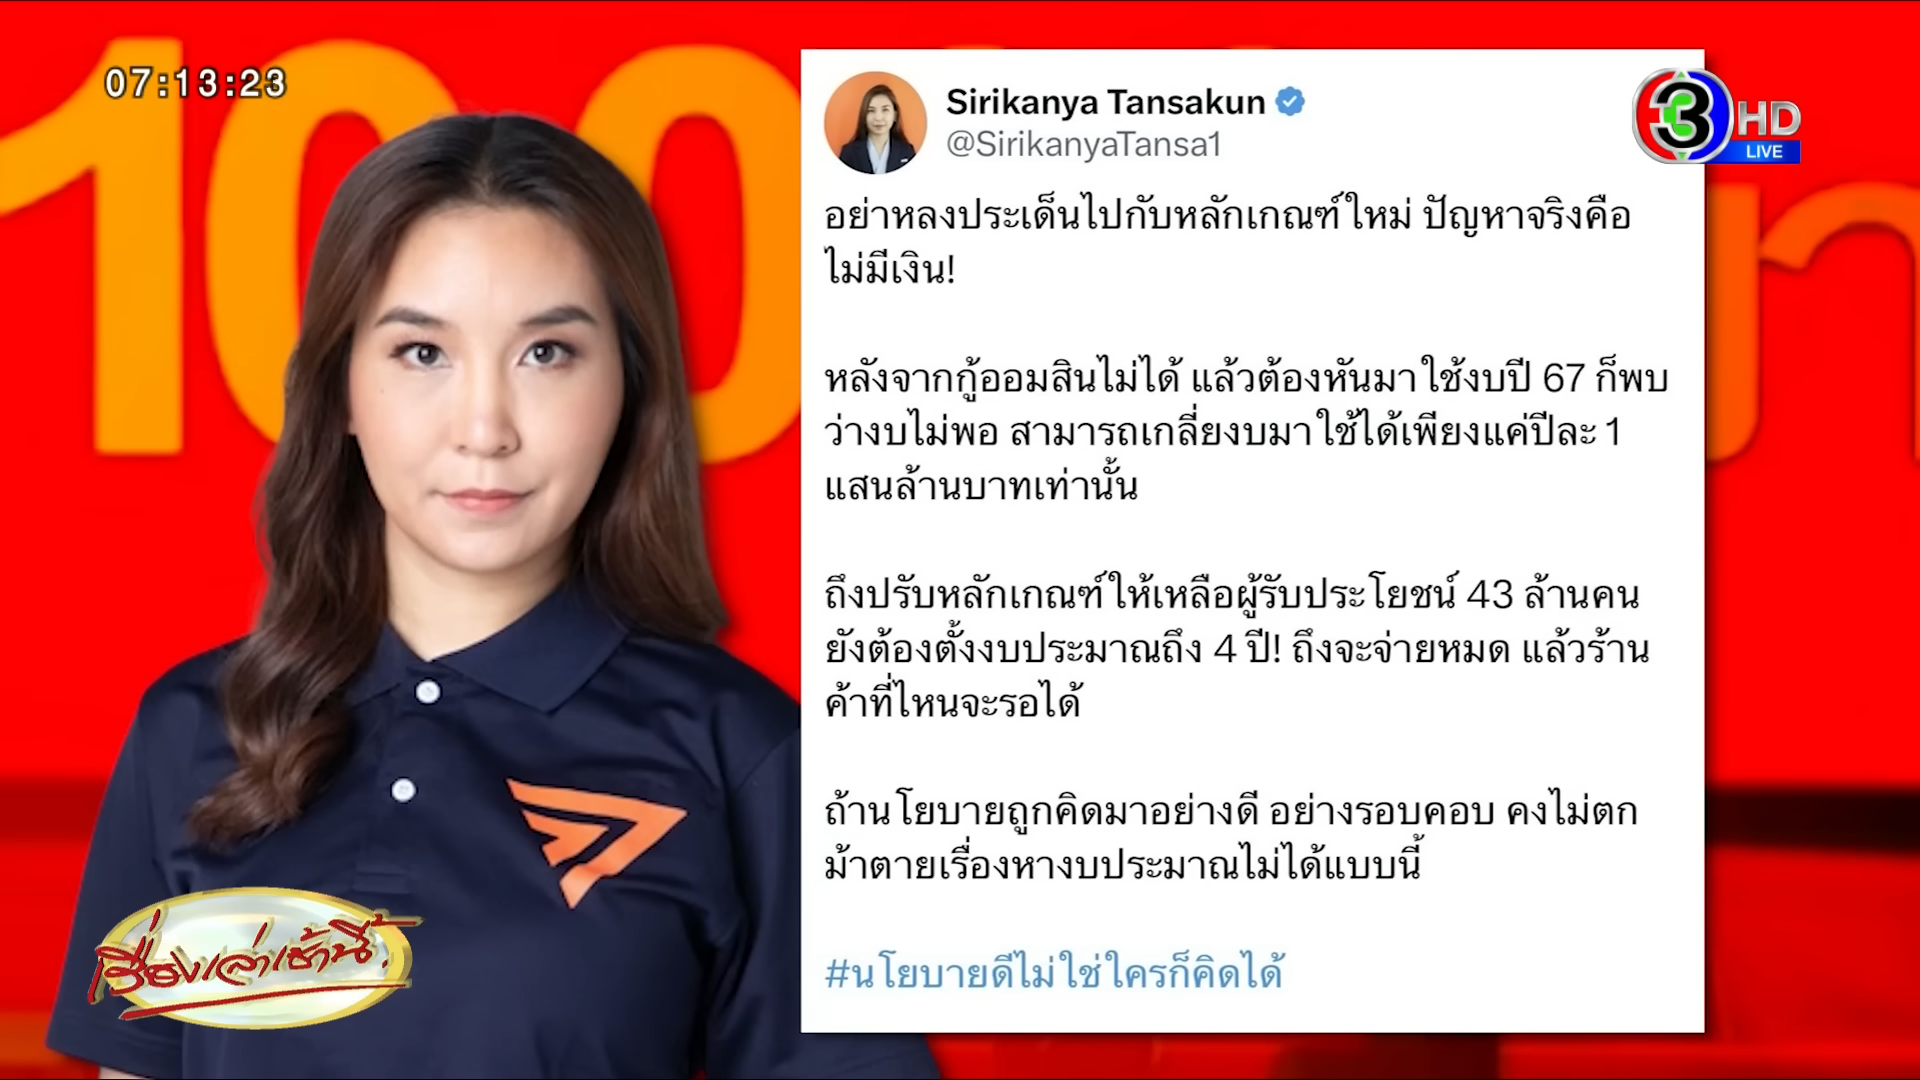 07:13:23
Sirikanya Tansakun
@SirikanyaTansa1
3 HD
LIVE
อย่าหลงประเด็นไปกับหลักเกณฑ์ใหม่ ปัญหาจริงคือ
ไม่มีเงิน!
หลังจากกู้ออมสินไม่ได้ แล้วต้องหันมาใช้งบปี 67 ก็พบ
ว่างบไม่พอ สามารถเกลี่ยงบมาใช้ได้เพียงแค่ปีละ 1
แสนล้านบาทเท่านั้น
ถึงปรับหลักเกณฑ์ให้เหลือผู้รับประโยชน์ 43 ล้านคน
ยังต้องตั้งงบประมาณถึง 4 ปี! ถึงจะจ่ายหมด แล้วร้าน
ค้าที่ไหนจะรอได้
ถ้านโยบายถูกคิดมาอย่างดี อย่างรอบคอบ คงไม่ตก
ม้าตายเรื่องหางบประมาณไม่ได้แบบนี้
#นโยบายดีไม่ใช่ใครก็คิดได้
เรื่องเล่าเช้านี้